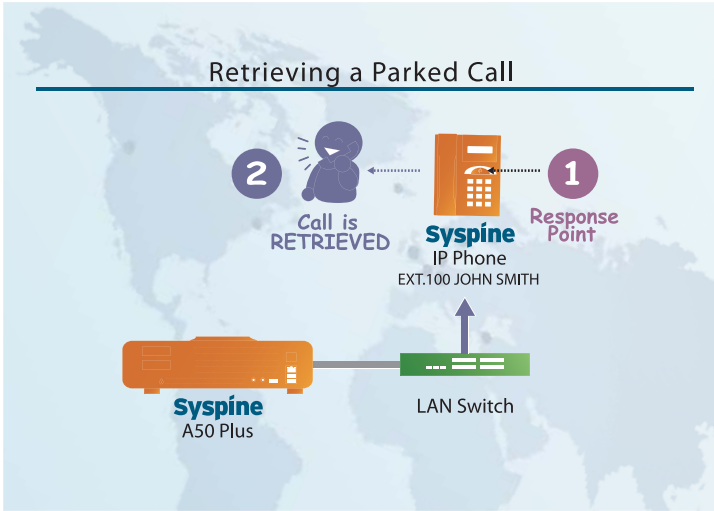 Retrieving a Parked Call
2
1
Call is
RETRIEVED
Response
Point
Syspine
IP Phone
EXT.100 JOHN SMITH
Syspine
A50 Plus
LAN Switch